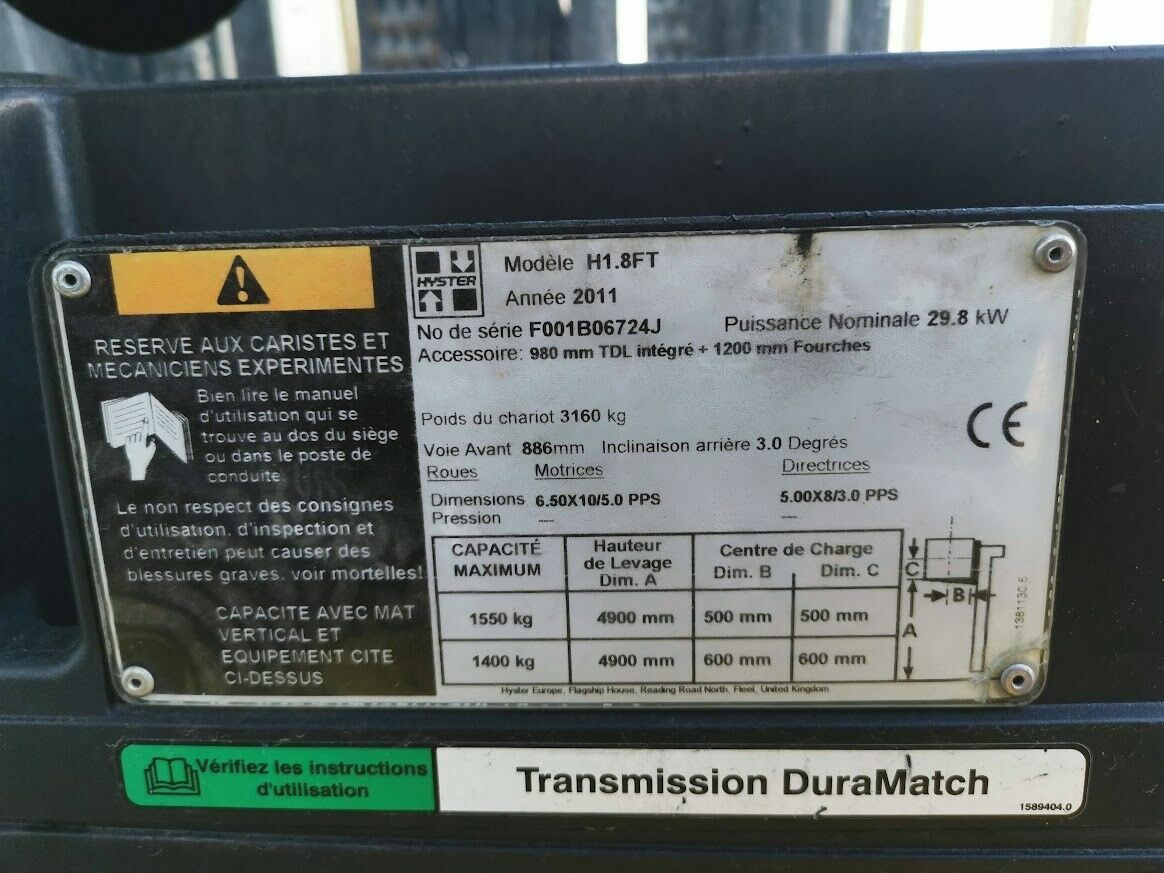 RESERVE AUX CARISTES ET
MECANICIENS EXPERIMENTES
Bien lire le manuel
d'utilisation qui se
trouve au dos du siège
ou dans le poste de
conduite.
Le non respect des consignes
d'utilisation, d'inspection et
d'entretien peut causer des
blessures graves, voir mortelles!
CAPACITE AVEC MAT
VERTICAL ET
EQUIPEMENT CITE
CI-DESSUS
HYSTER
Modèle H1.8FT
Année 2011
No de série F001B06724J Puissance Nominale 29.8 kW
Accessoire: 980 mm TDL intégré + 1200 mm Fourches
Poids du chariot 3160 kg
CE
Voie Avant 886mm Inclinaison arrière 3.0 Degrés
Roues Motrices Directrices
Dimensions 6.50X10/5.0 PPS 5.00X8/3.0 PPS
Pression ---- ----
CAPACITÉ MAXIMUM Hauteur de Levage Dim. A Centre de Charge Dim. B Dim. C
1550 kg 4900 mm 500 mm 500 mm
1400 kg 4900 mm 600 mm 600 mm
C
B
A
1381130.6
Hyster Europe, Flagship House, Reading Road North, Fleet, United Kingdom
Vérifiez les instructions
d'utilisation
Transmission DuraMatch
1589404.0